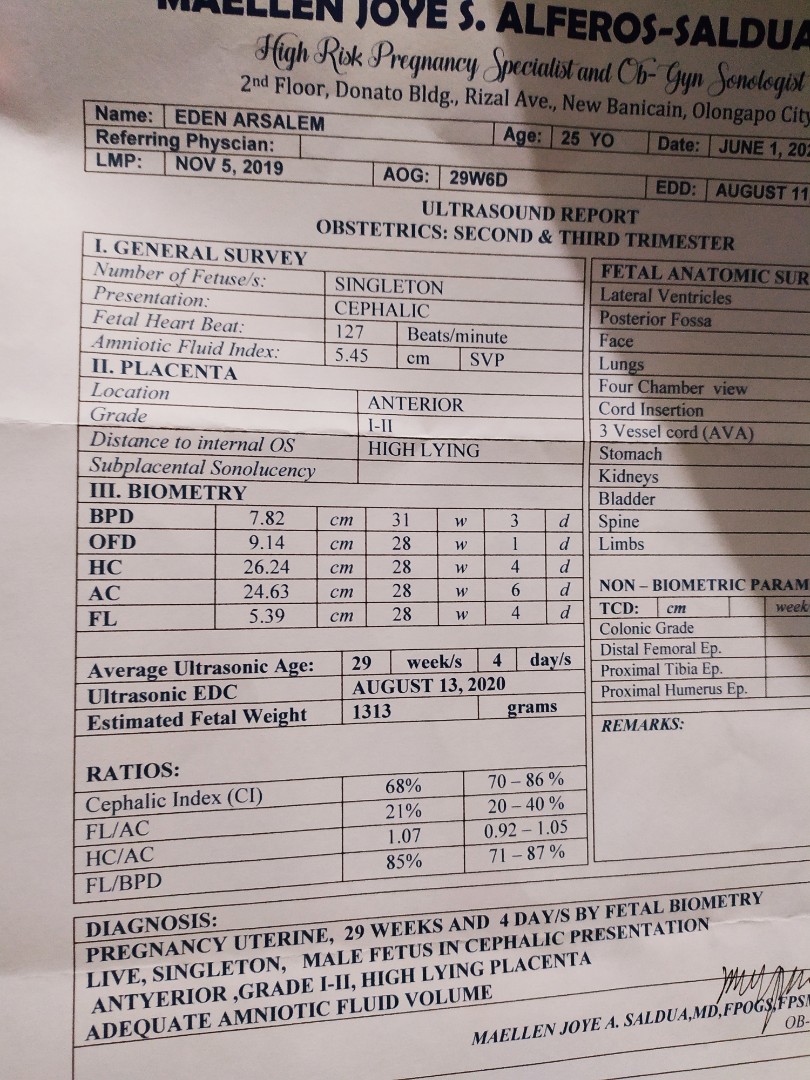 MAELLEN JOYE S. ALFEROS-SALDUA
High Risk Pregnancy Specialist and Ob-Gyn Sonologist
2nd Floor, Donato Bldg., Rizal Ave., New Banicain, Olongapo City
Name: EDEN ARSALEM Age: 25 YO Date: JUNE 1, 202
Referring Physcian:
LMP: NOV 5, 2019 AOG: 29W6D EDD: AUGUST 11
ULTRASOUND REPORT
OBSTETRICS: SECOND & THIRD TRIMESTER
I. GENERAL SURVEY
Number of Fetuse/s: SINGLETON
Presentation: CEPHALIC
Fetal Heart Beat: 127 Beats/minute
Amniotic Fluid Index: 5.45 cm SVP
II. PLACENTA
Location ANTERIOR
Grade I-II
Distance to internal OS HIGH LYING
Subplacental Sonolucency
III. BIOMETRY
BPD 7.82 cm 31 w 3 d
OFD 9.14 cm 28 w 1 d
HC 26.24 cm 28 w 4 d
AC 24.63 cm 28 w 6 d
FL 5.39 cm 28 w 4 d
Average Ultrasonic Age: 29 week/s 4 day/s
Ultrasonic EDC AUGUST 13, 2020
Estimated Fetal Weight 1313 grams
RATIOS:
Cephalic Index (CI) 68% 70 – 86 %
FL/AC 21% 20 – 40 %
HC/AC 1.07 0.92 – 1.05
FL/BPD 85% 71 – 87 %
FETAL ANATOMIC SUR
Lateral Ventricles
Posterior Fossa
Face
Lungs
Four Chamber view
Cord Insertion
3 Vessel cord (AVA)
Stomach
Kidneys
Bladder
Spine
Limbs
NON – BIOMETRIC PARAM
TCD: cm week
Colonic Grade
Distal Femoral Ep.
Proximal Tibia Ep.
Proximal Humerus Ep.
REMARKS:
DIAGNOSIS:
PREGNANCY UTERINE, 29 WEEKS AND 4 DAY/S BY FETAL BIOMETRY
LIVE, SINGLETON, MALE FETUS IN CEPHALIC PRESENTATION
ANTYERIOR ,GRADE I-II, HIGH LYING PLACENTA
ADEQUATE AMNIOTIC FLUID VOLUME
MAELLEN JOYE A. SALDUA,MD,FPOGS,FPSM
OB-